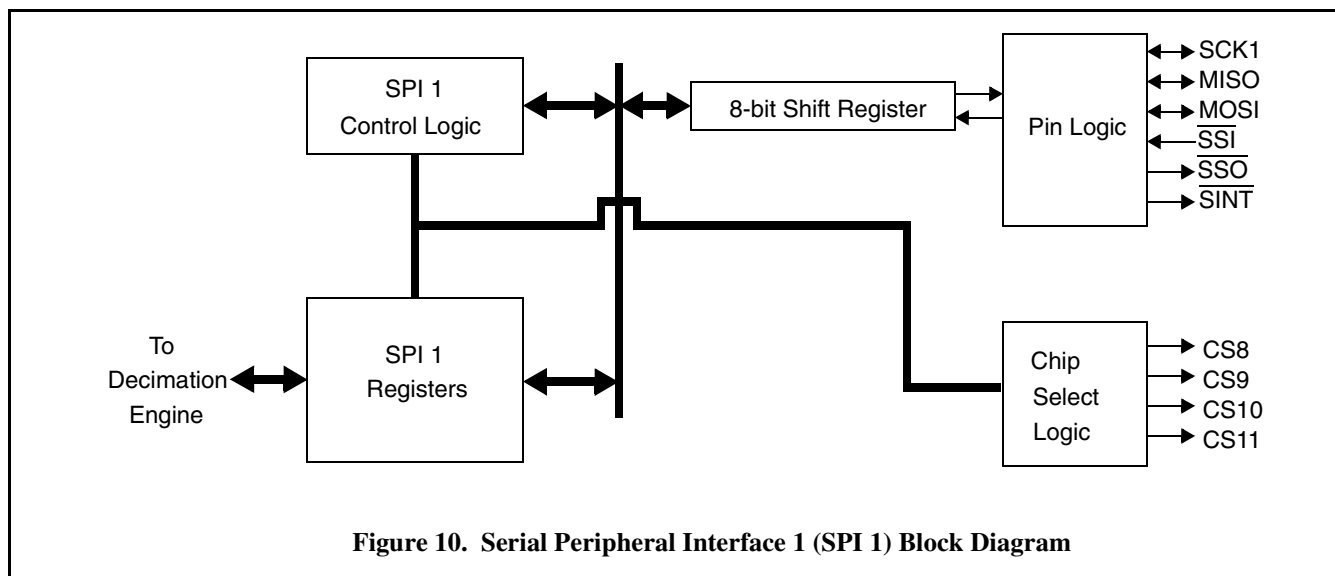 SPI 1
Control Logic
8-bit Shift Register
Pin Logic
SCK1
MISO
MOSI
SSI
SSO
SINT
To
Decimation
Engine
SPI 1
Registers
Chip
Select
Logic
CS8
CS9
CS10
CS11
Figure 10. Serial Peripheral Interface 1 (SPI 1) Block Diagram